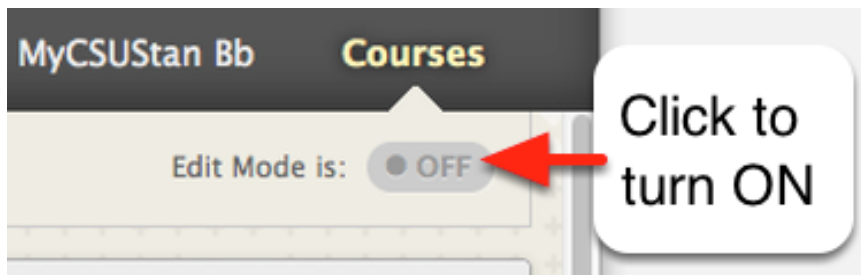 MyCSUStan Bb Courses
Edit Mode is: OFF
Click to
turn ON